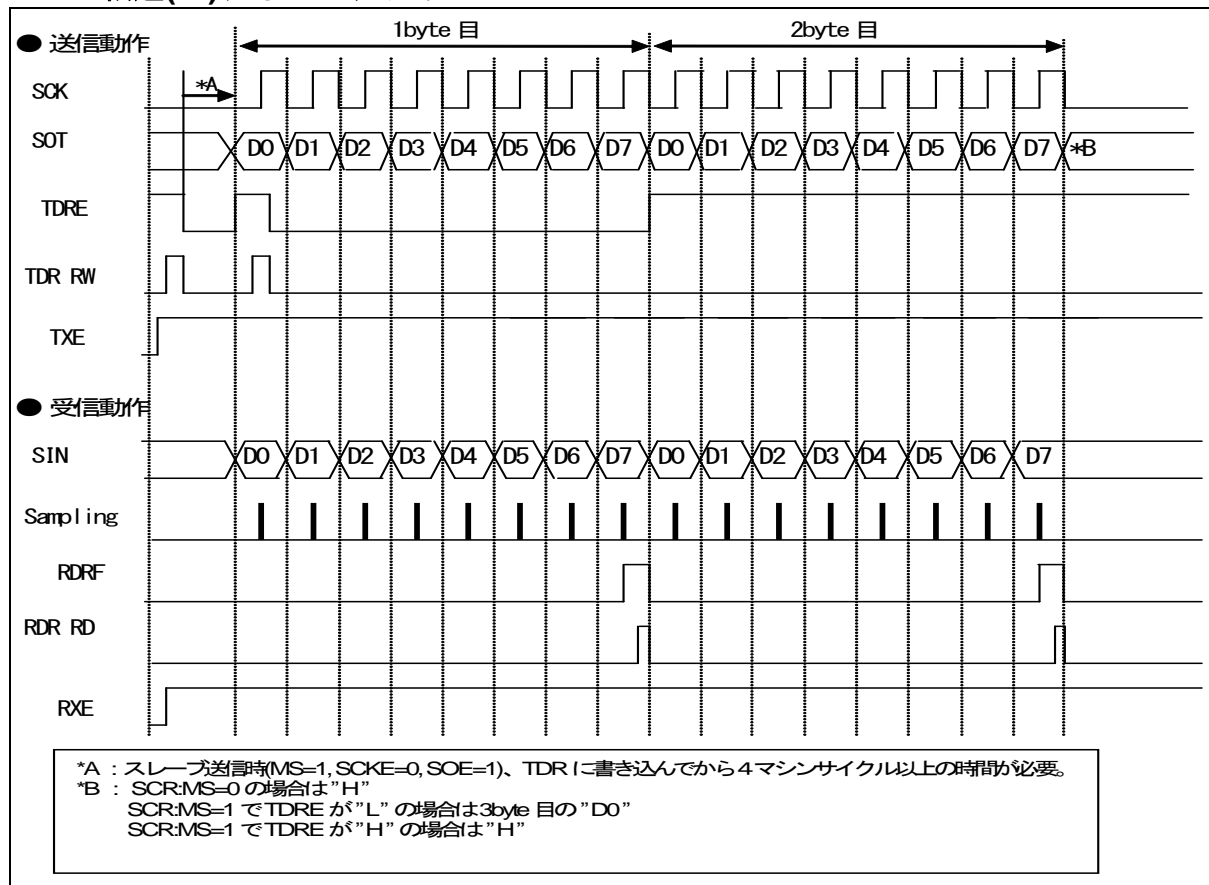 ● 送信動作
1byte 目
2byte 目
SCK
*A
SOT
D0 D1 D2 D3 D4 D5 D6 D7 D0 D1 D2 D3 D4 D5 D6 D7 *B
TDRE
TDR RW
TXE
● 受信動作
SIN
D0 D1 D2 D3 D4 D5 D6 D7 D0 D1 D2 D3 D4 D5 D6 D7
Sampling
RDRF
RDR RD
RXE
*A : スレーブ送信時(MS=1, SCKE=0, SOE=1)、TDR に書き込んでから4マシンサイクル以上の時間が必要。
*B : SCR:MS=0 の場合は"H"
SCR:MS=1 で TDRE が"L" の場合は3byte 目の"D0"
SCR:MS=1 で TDRE が"H" の場合は"H"